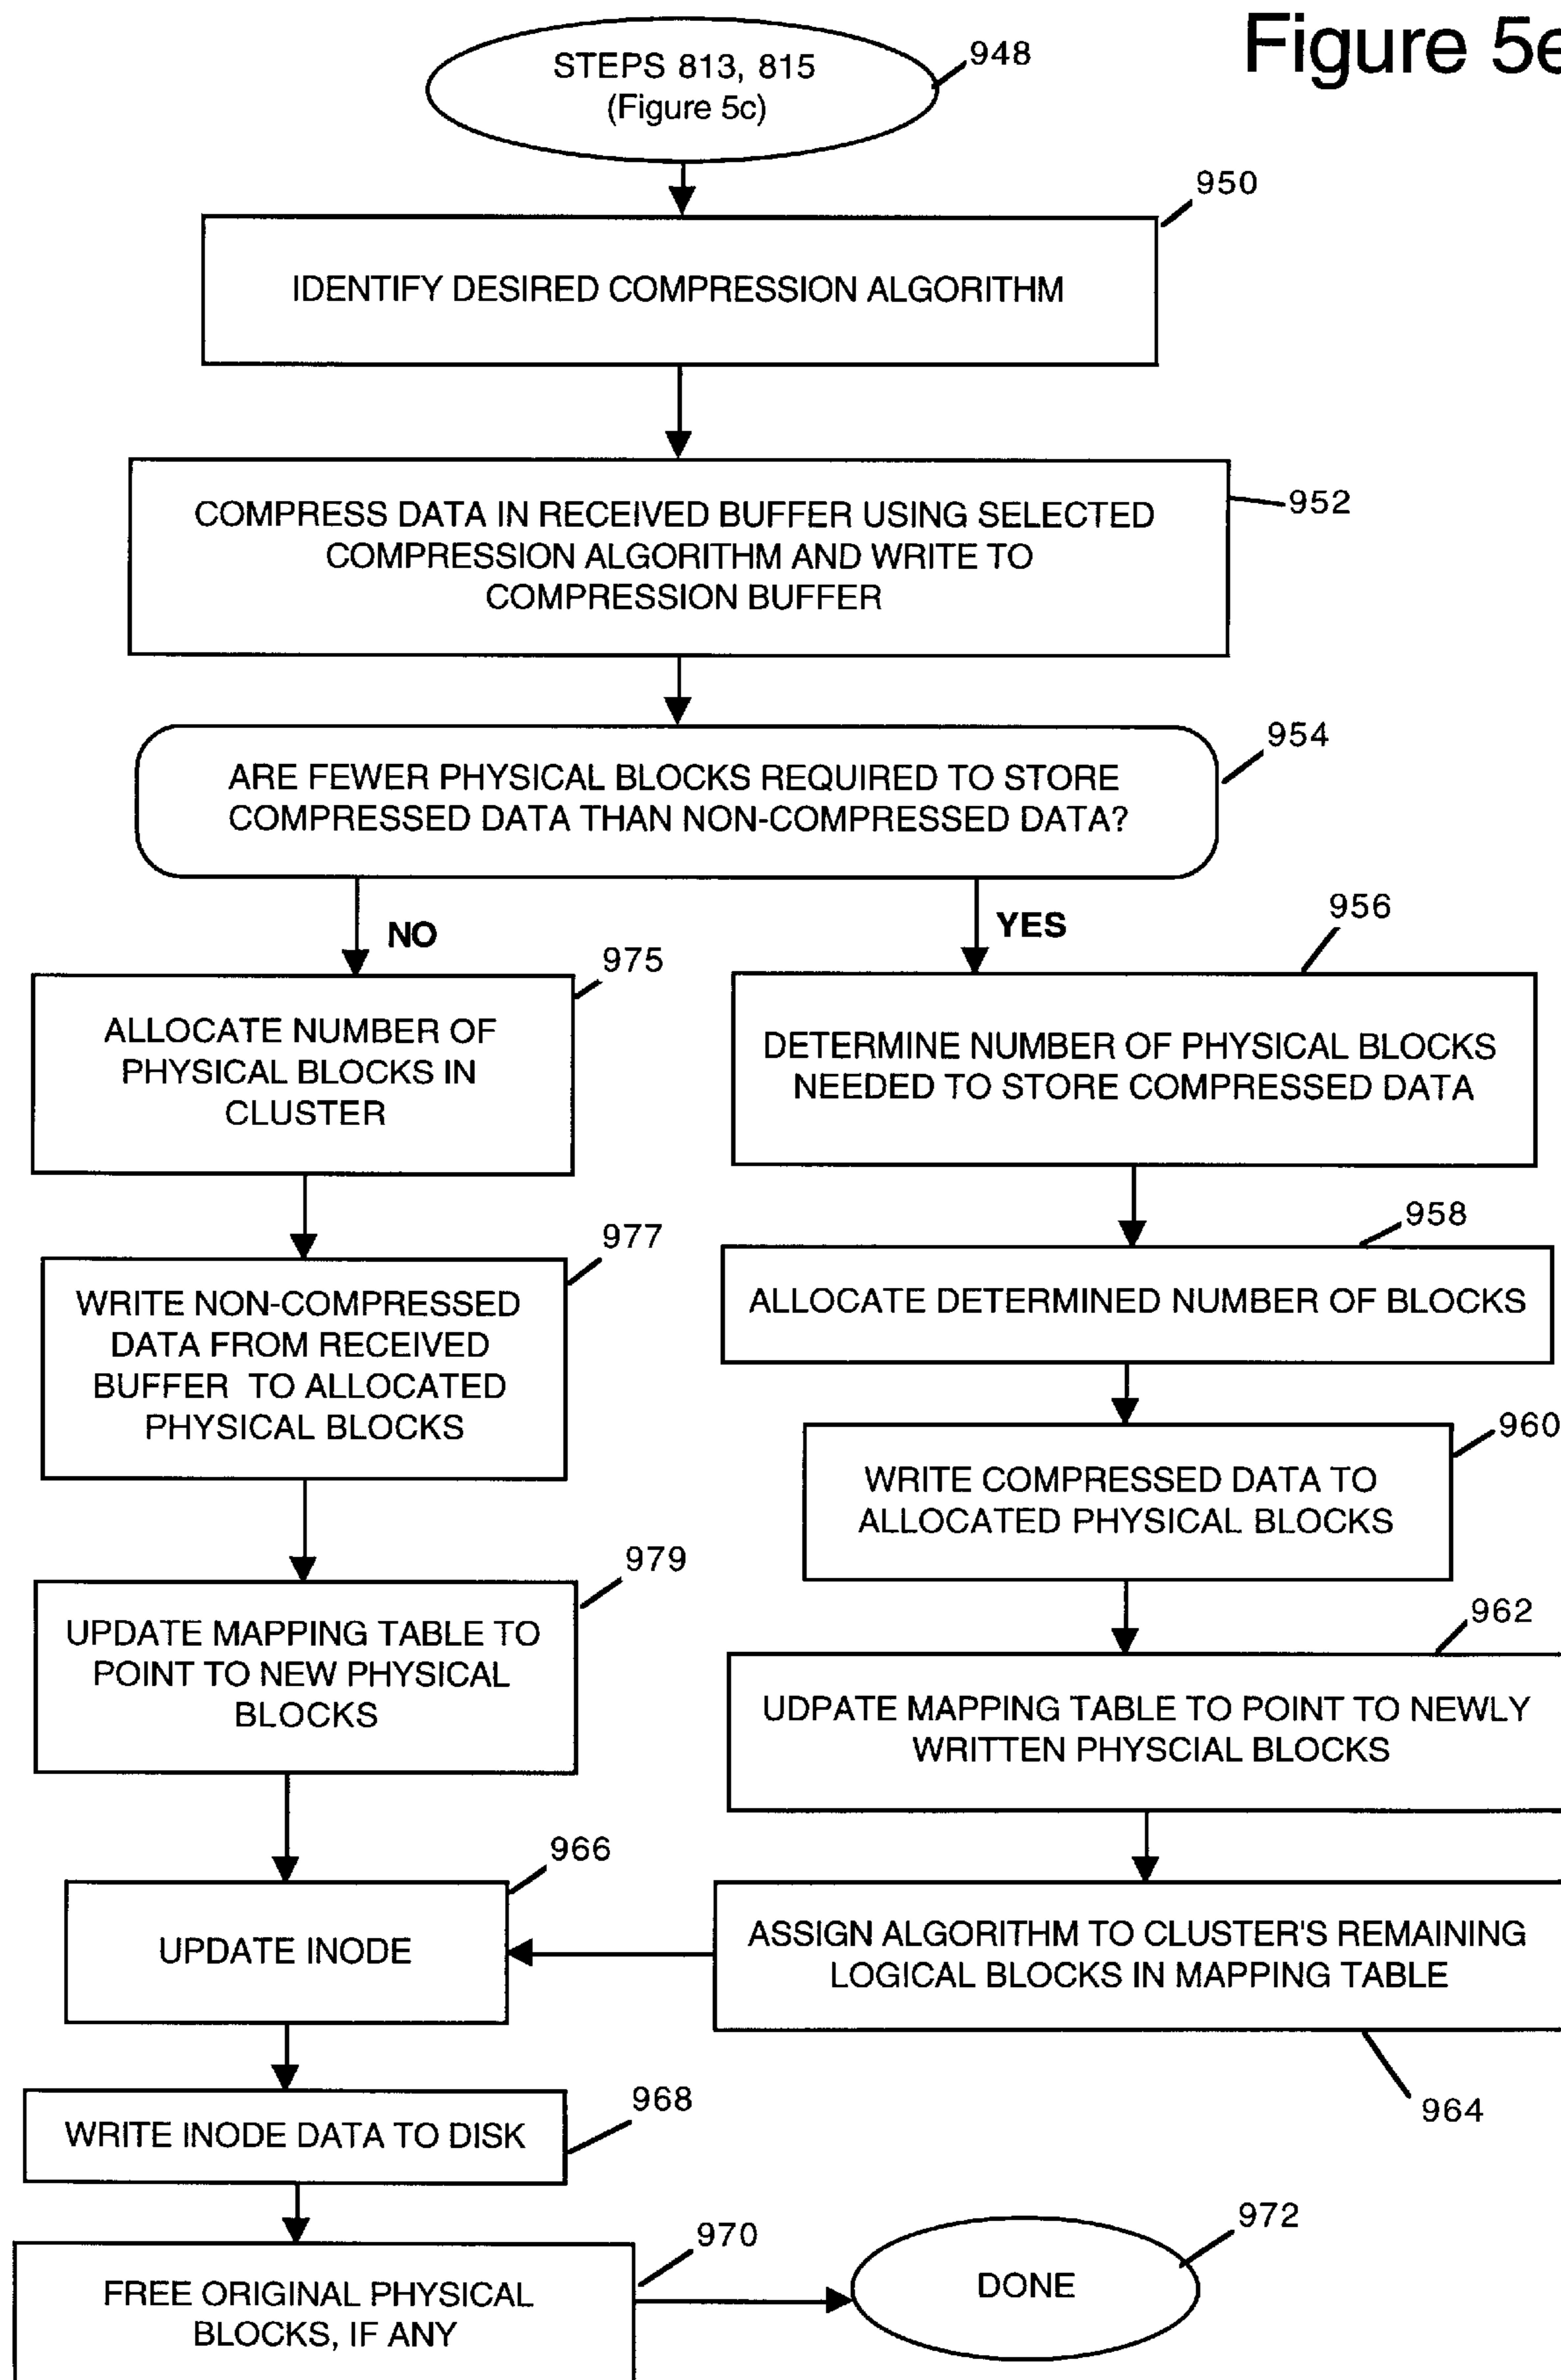 Figure 5e
STEPS 813, 815
(Figure 5c)
948
950
IDENTIFY DESIRED COMPRESSION ALGORITHM
952
COMPRESS DATA IN RECEIVED BUFFER USING SELECTED
COMPRESSION ALGORITHM AND WRITE TO
COMPRESSION BUFFER
954
ARE FEWER PHYSICAL BLOCKS REQUIRED TO STORE
COMPRESSED DATA THAN NON-COMPRESSED DATA?
NO
YES
975
ALLOCATE NUMBER OF
PHYSICAL BLOCKS IN
CLUSTER
956
DETERMINE NUMBER OF PHYSICAL BLOCKS
NEEDED TO STORE COMPRESSED DATA
977
WRITE NON-COMPRESSED
DATA FROM RECEIVED
BUFFER TO ALLOCATED
PHYSICAL BLOCKS
958
ALLOCATE DETERMINED NUMBER OF BLOCKS
960
WRITE COMPRESSED DATA TO
ALLOCATED PHYSICAL BLOCKS
979
UPDATE MAPPING TABLE TO
POINT TO NEW PHYSICAL
BLOCKS
962
UDPATE MAPPING TABLE TO POINT TO NEWLY
WRITTEN PHYSCIAL BLOCKS
966
UPDATE INODE
ASSIGN ALGORITHM TO CLUSTER'S REMAINING
LOGICAL BLOCKS IN MAPPING TABLE
964
968
WRITE INODE DATA TO DISK
970
FREE ORIGINAL PHYSICAL
BLOCKS, IF ANY
972
DONE